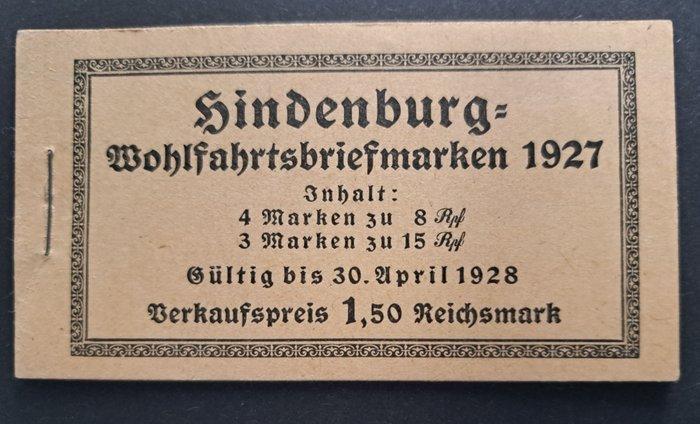 Hindenburg=
Wohlfahrtsbriefmarken 1927
Inhalt:
4 Marken zu 8 Rpf
3 Marken zu 15 Rpf
Gültig bis 30. April 1928
Verkaufspreis 1,50 Reichsmark